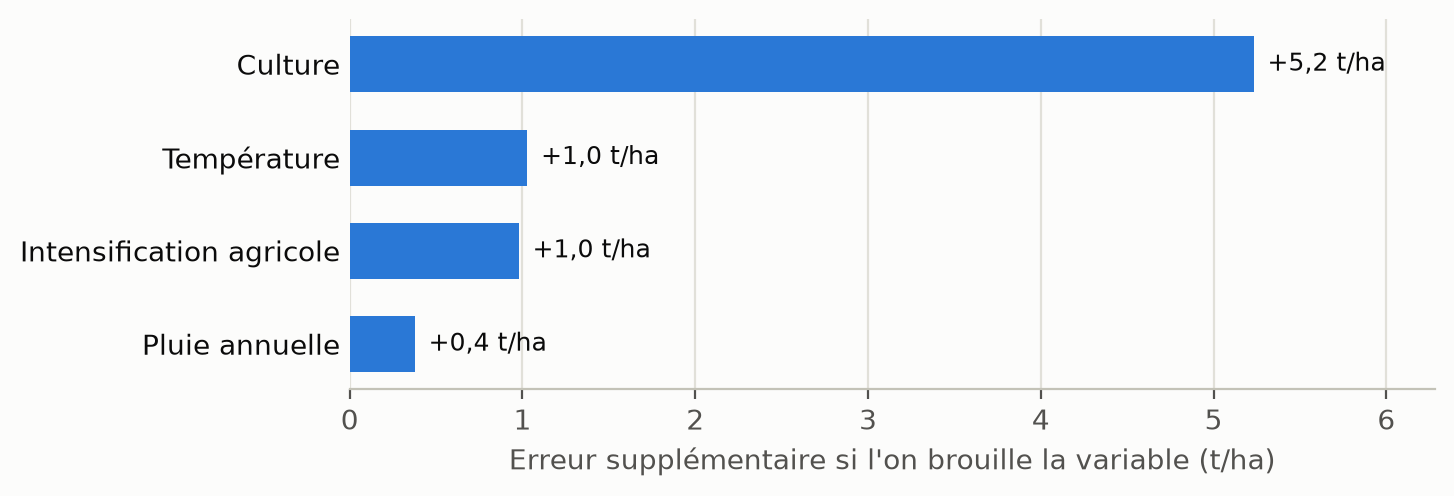 Culture +5,2 t/ha
Température +1,0 t/ha
Intensification agricole +1,0 t/ha
Pluie annuelle +0,4 t/ha
0 1 2 3 4 5 6
Erreur supplémentaire si l'on brouille la variable (t/ha)